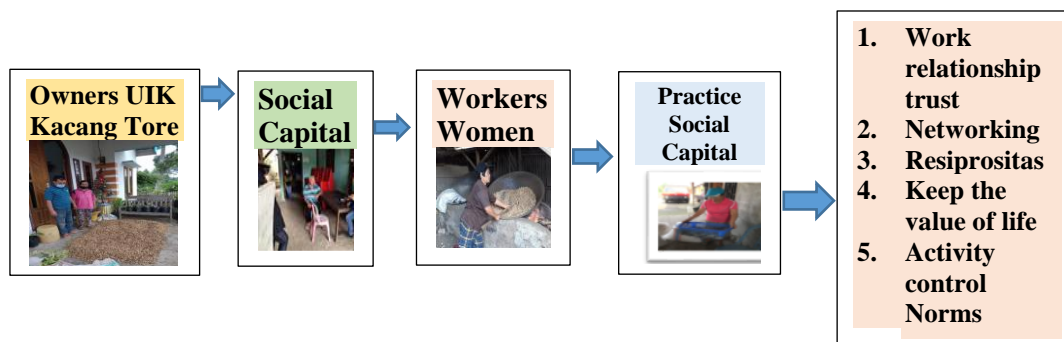 Owners UIK
Kacang Tore
Social
Capital
Workers
Women
Practice
Social
Capital
1. Work
relationship
trust
2. Networking
3. Resiprositas
4. Keep the
value of life
5. Activity
control
Norms